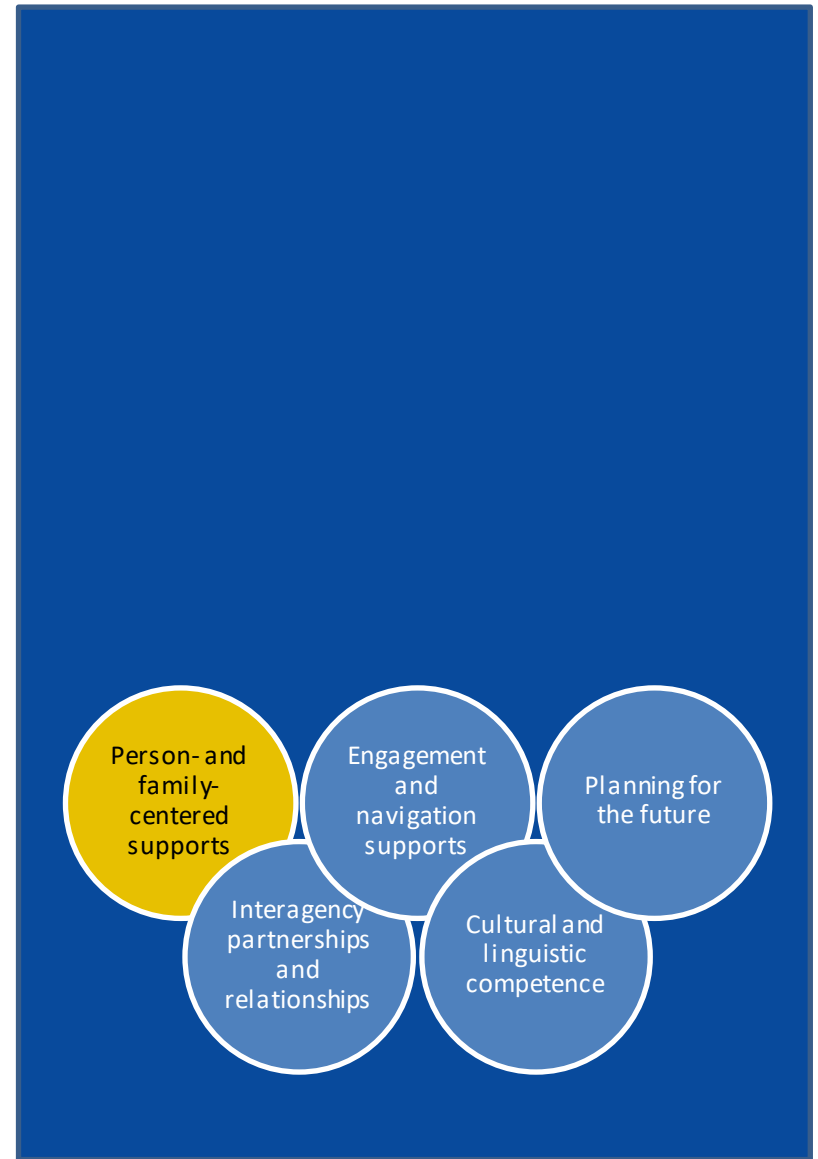 Person- and
family-
centered
supports
Engagement
and
navigation
supports
Planning for
the future
Interagency
partnerships
and
relationships
Cultural and
linguistic
competence